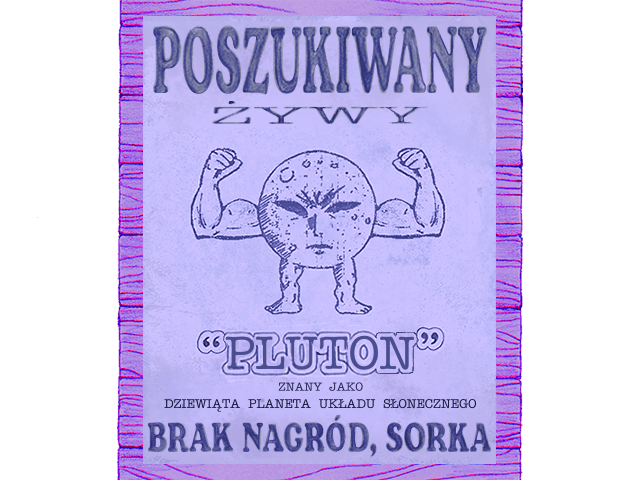 POSZUKIWANY
ŻYWY
“PLUTON”
ZNANY JAKO
DZIEWIĄTA PLANETA UKŁADU SŁONECZNEGO
BRAK NAGRÓD, SORKA